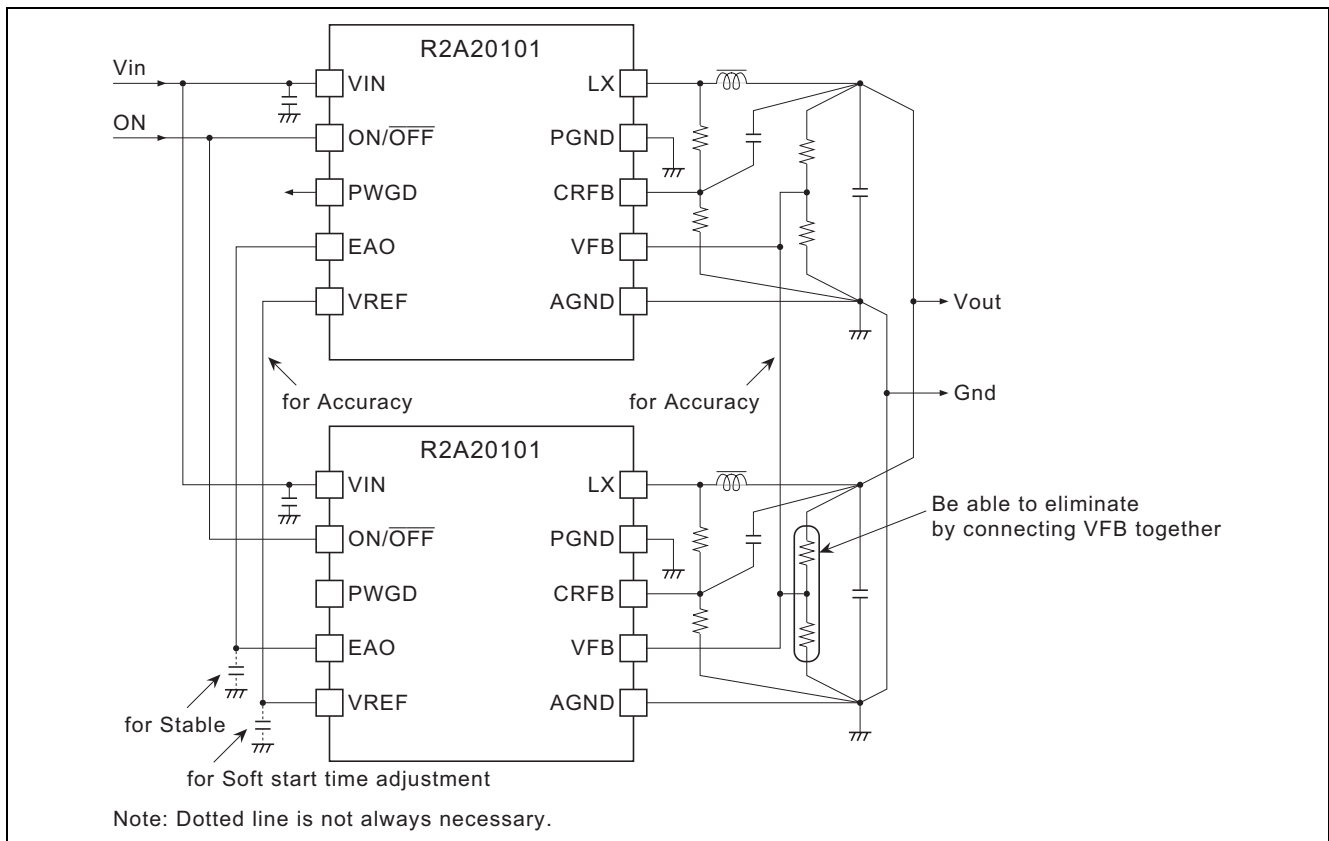 R2A20101
Vin
VIN
LX
ON
ON/OFF
PGND
PWGD
CRFB
EAO
VFB
VREF
AGND
Vout
for Accuracy
for Accuracy
Gnd
R2A20101
VIN
LX
Be able to eliminate
by connecting VFB together
ON/OFF
PGND
PWGD
CRFB
EAO
VFB
VREF
AGND
for Stable
for Soft start time adjustment
Note: Dotted line is not always necessary.